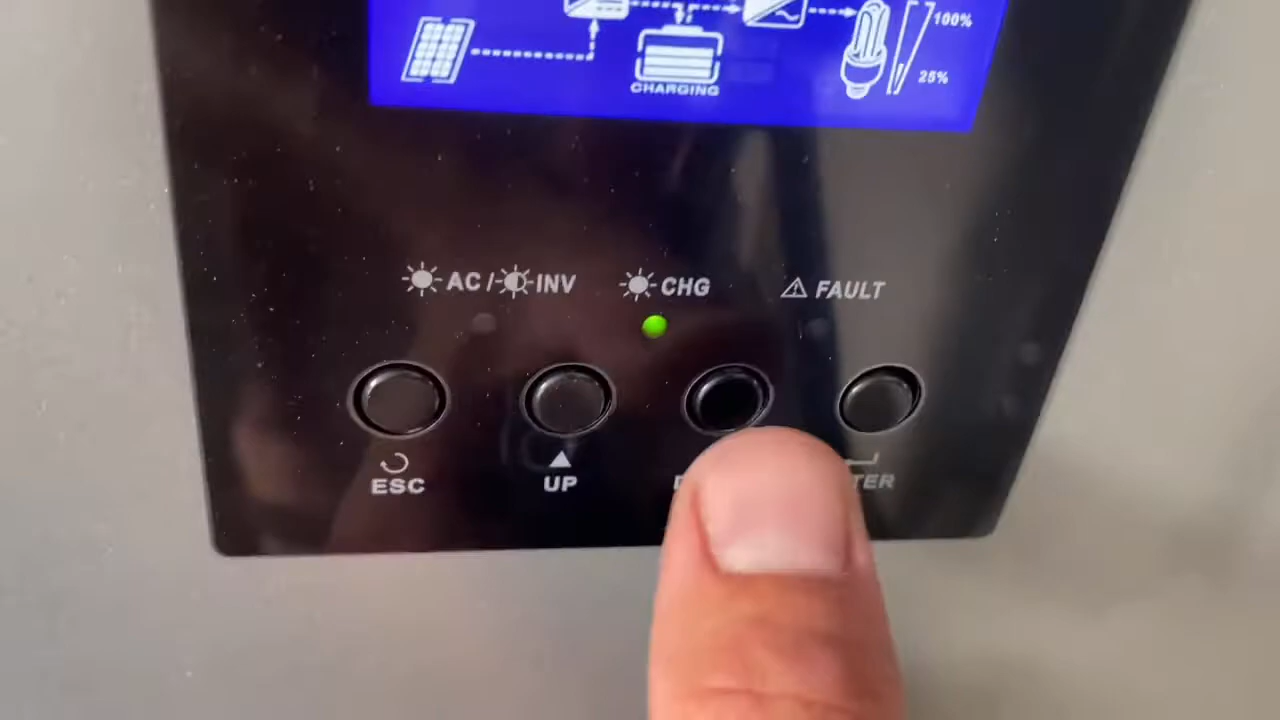 100%
25%
CHARGING
AC / INV
CHG
FAULT
ESC
UP